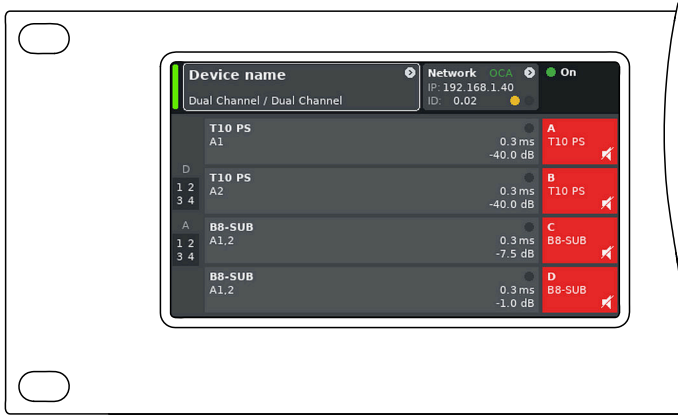 Device name
Dual Channel / Dual Channel
Network OCA
IP: 192.168.1.40
ID: 0.02
On
D
1 2
3 4
A
1 2
3 4
T10 PS
A1
0.3 ms
-40.0 dB
A
T10 PS
T10 PS
A2
0.3 ms
-40.0 dB
B
T10 PS
B8-SUB
A1,2
0.3 ms
-7.5 dB
C
B8-SUB
B8-SUB
A1,2
0.3 ms
-1.0 dB
D
B8-SUB